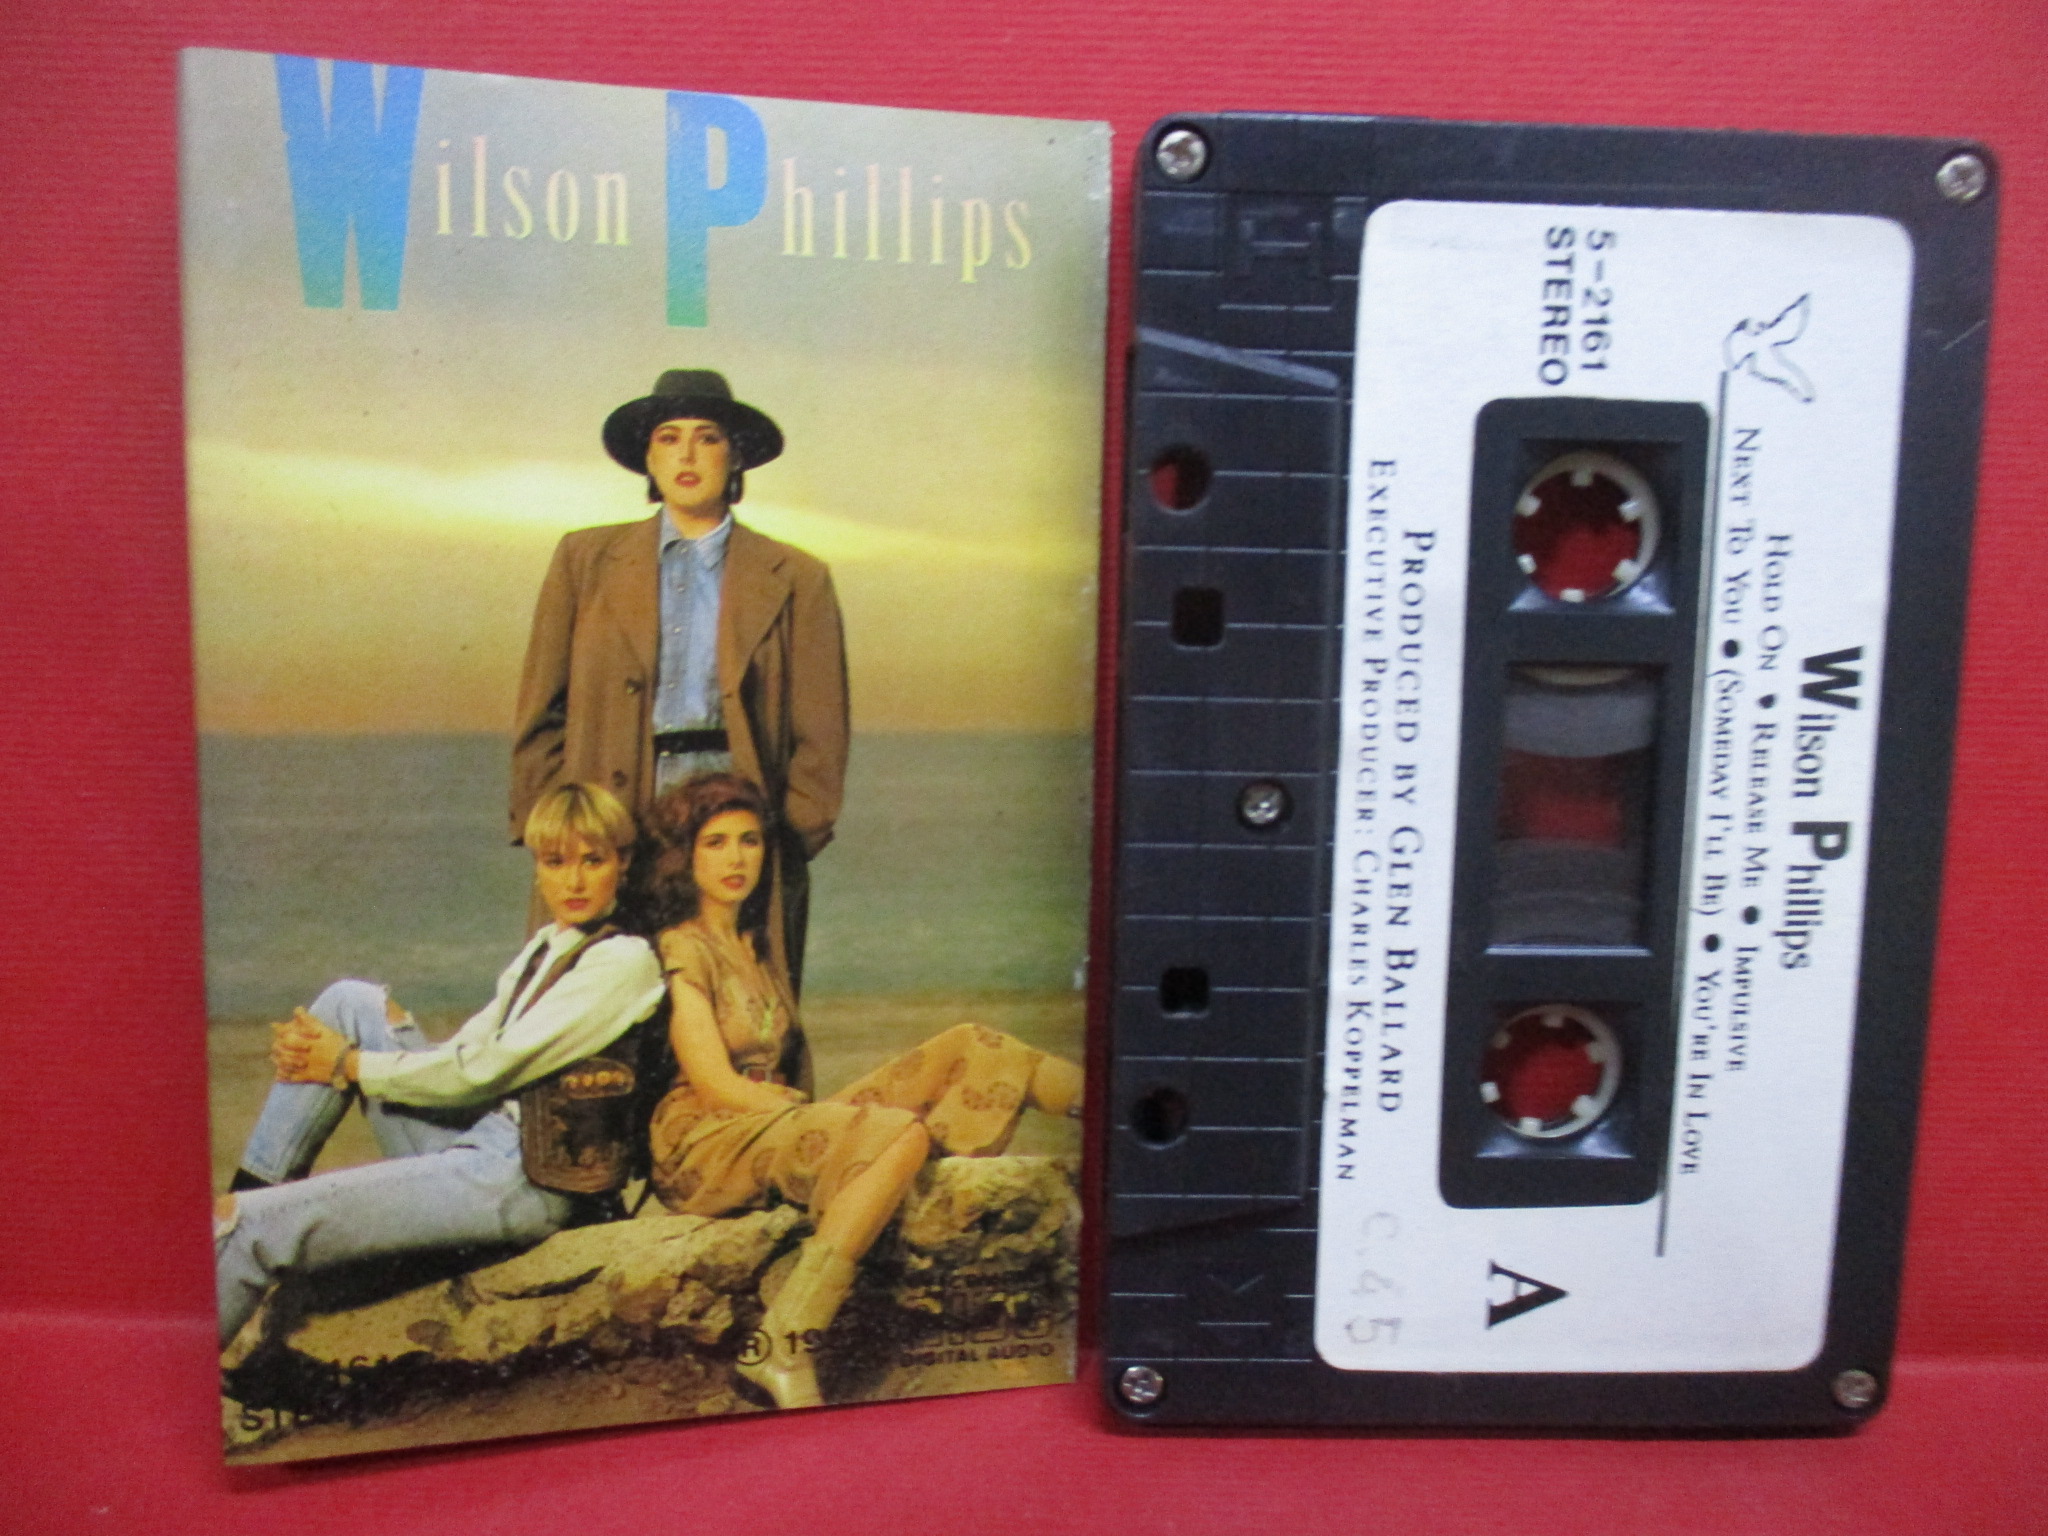 Wilson Phillips
DIGITAL AUDIO
Wilson Phillips
HOLD ON • RELEASE ME • IMPULSIVE
NEXT TO YOU • (SOMEDAY I'LL BE) • YOU'RE IN LOVE
5-2161
STEREO
A
PRODUCED BY GLEN BALLARD
EXECUTIVE PRODUCER: CHARLES KOPPELMAN
C.45